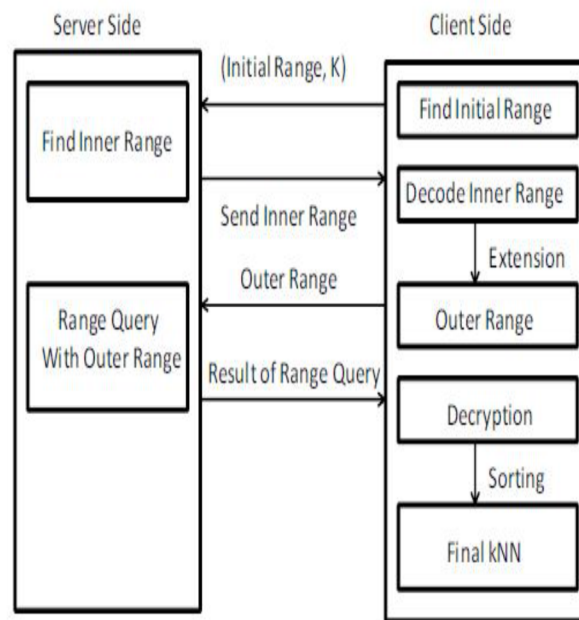 Server Side
Client Side
(Initial Range, K)
Find Inner Range
Find Initial Range
Send Inner Range
Decode Inner Range
Extension
Outer Range
Outer Range
Range Query
With Outer Range
Result of Range Query
Decryption
Sorting
Final kNN